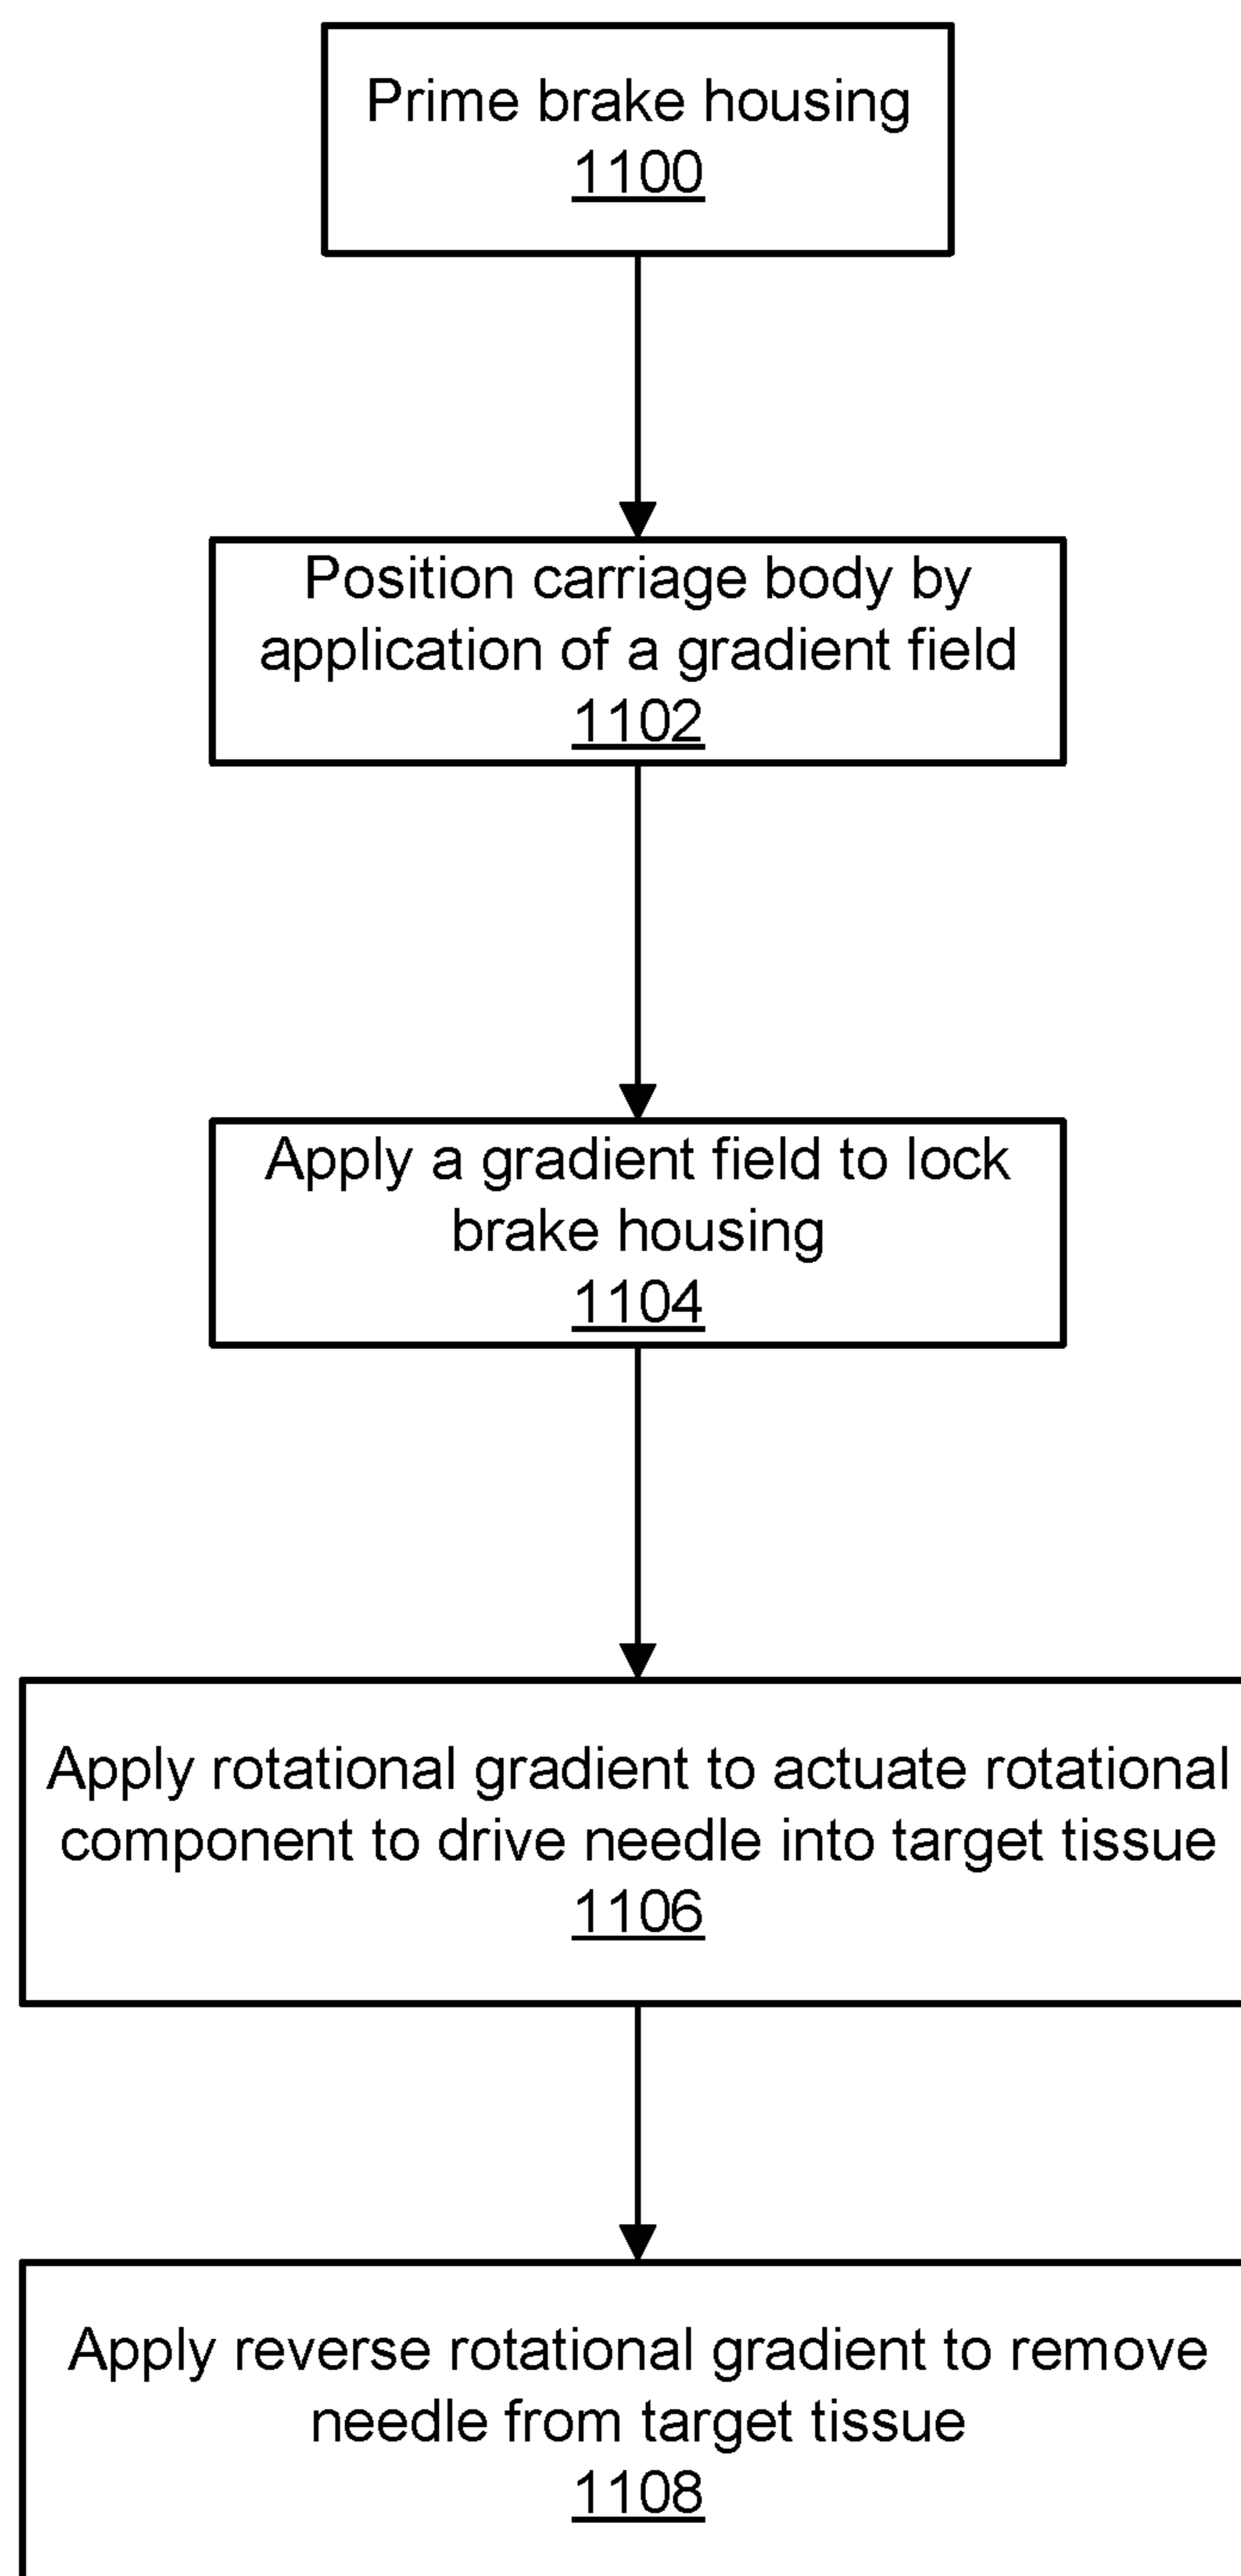 Prime brake housing
1100
Position carriage body by
application of a gradient field
1102
Apply a gradient field to lock
brake housing
1104
Apply rotational gradient to actuate rotational
component to drive needle into target tissue
1106
Apply reverse rotational gradient to remove
needle from target tissue
1108